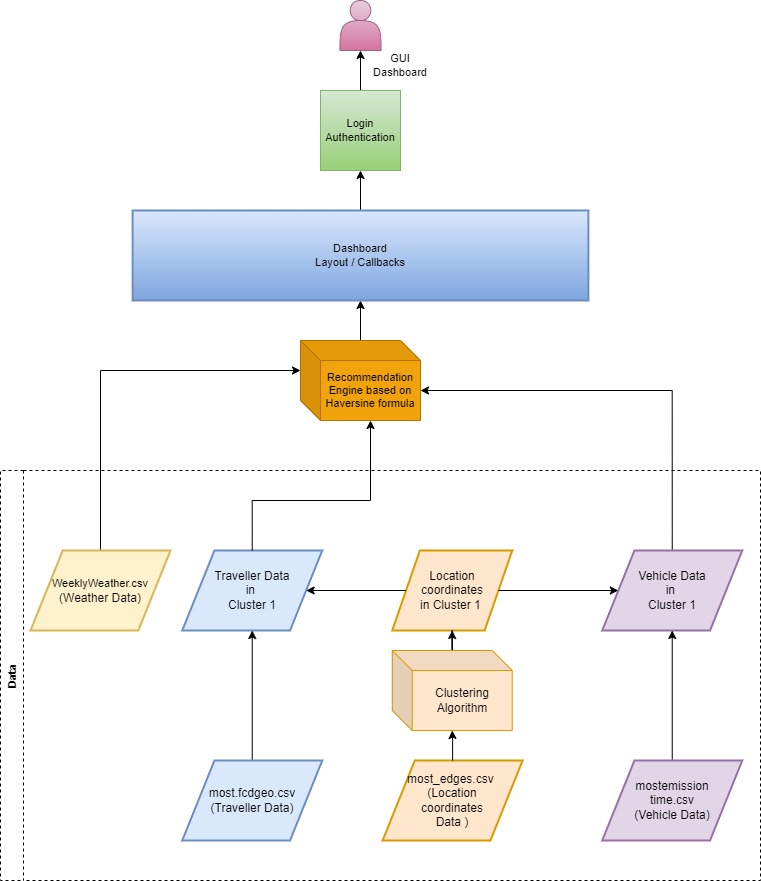 GUI
Dashboard
Login
Authentication
Dashboard
Layout / Callbacks
Recommendation
Engine based on
Haversine formula
WeeklyWeather.csv
(Weather Data)
Traveller Data
in
Cluster 1
Location
coordinates
in Cluster 1
Vehicle Data
in
Cluster 1
Data
Clustering
Algorithm
most.fcdgeo.csv
(Traveller Data)
most_edges.csv
(Location
coordinates
Data )
mostemission
time.csv
(Vehicle Data)